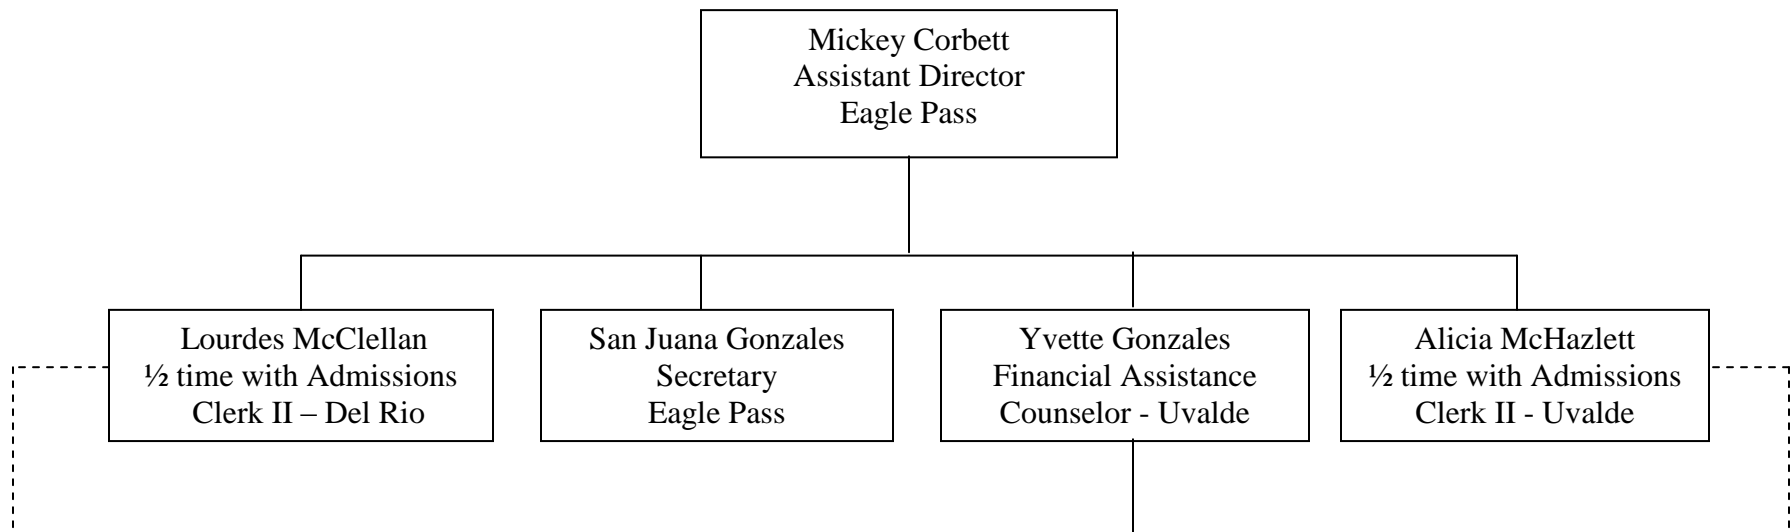 Mickey Corbett
Assistant Director
Eagle Pass
Lourdes McClellan
½ time with Admissions
Clerk II – Del Rio
San Juana Gonzales
Secretary
Eagle Pass
Yvette Gonzales
Financial Assistance
Counselor - Uvalde
Alicia McHazlett
½ time with Admissions
Clerk II - Uvalde